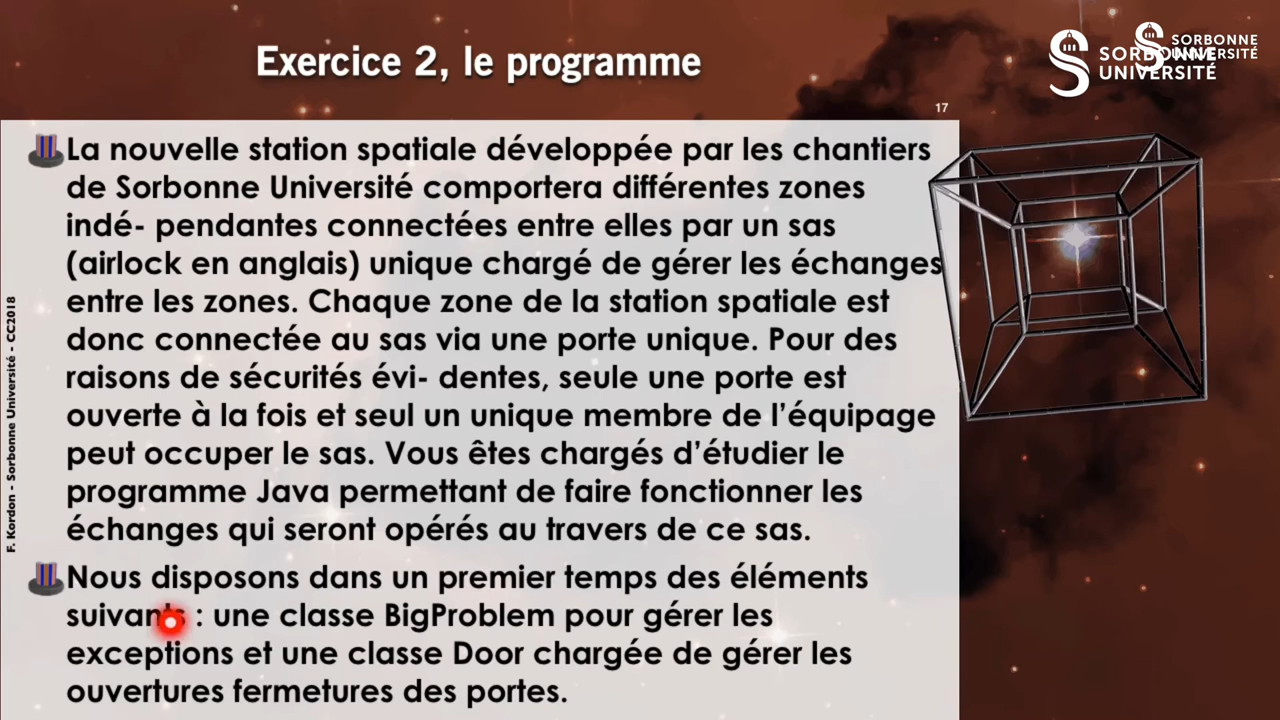 Exercice 2, le programme
SORBONNE
UNIVERSITÉ
SORBONNE
UNIVERSITÉ
17
La nouvelle station spatiale développée par les chantiers
de Sorbonne Université comportera différentes zones
indé- pendantes connectées entre elles par un sas
(airlock en anglais) unique chargé de gérer les échanges
entre les zones. Chaque zone de la station spatiale est
donc connectée au sas via une porte unique. Pour des
raisons de sécurités évi- dentes, seule une porte est
ouverte à la fois et seul un unique membre de l'équipage
peut occuper le sas. Vous êtes chargés d'étudier le
programme Java permettant de faire fonctionner les
échanges qui seront opérés au travers de ce sas.
Nous disposons dans un premier temps des éléments
suivants : une classe BigProblem pour gérer les
exceptions et une classe Door chargée de gérer les
ouvertures fermetures des portes.
F. Kordon - Sorbonne Université - CC2018